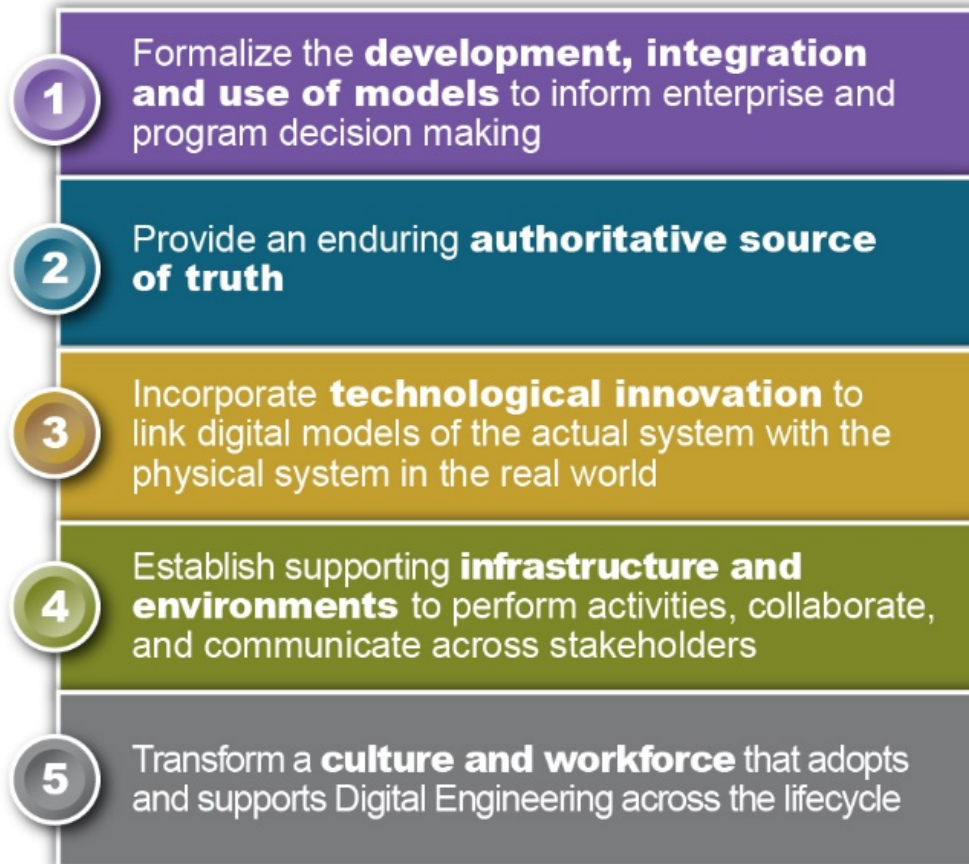 1
Formalize the development, integration
and use of models to inform enterprise and
program decision making
2
Provide an enduring authoritative source
of truth
3
Incorporate technological innovation to
link digital models of the actual system with the
physical system in the real world
4
Establish supporting infrastructure and
environments to perform activities, collaborate,
and communicate across stakeholders
5
Transform a culture and workforce that adopts
and supports Digital Engineering across the lifecycle